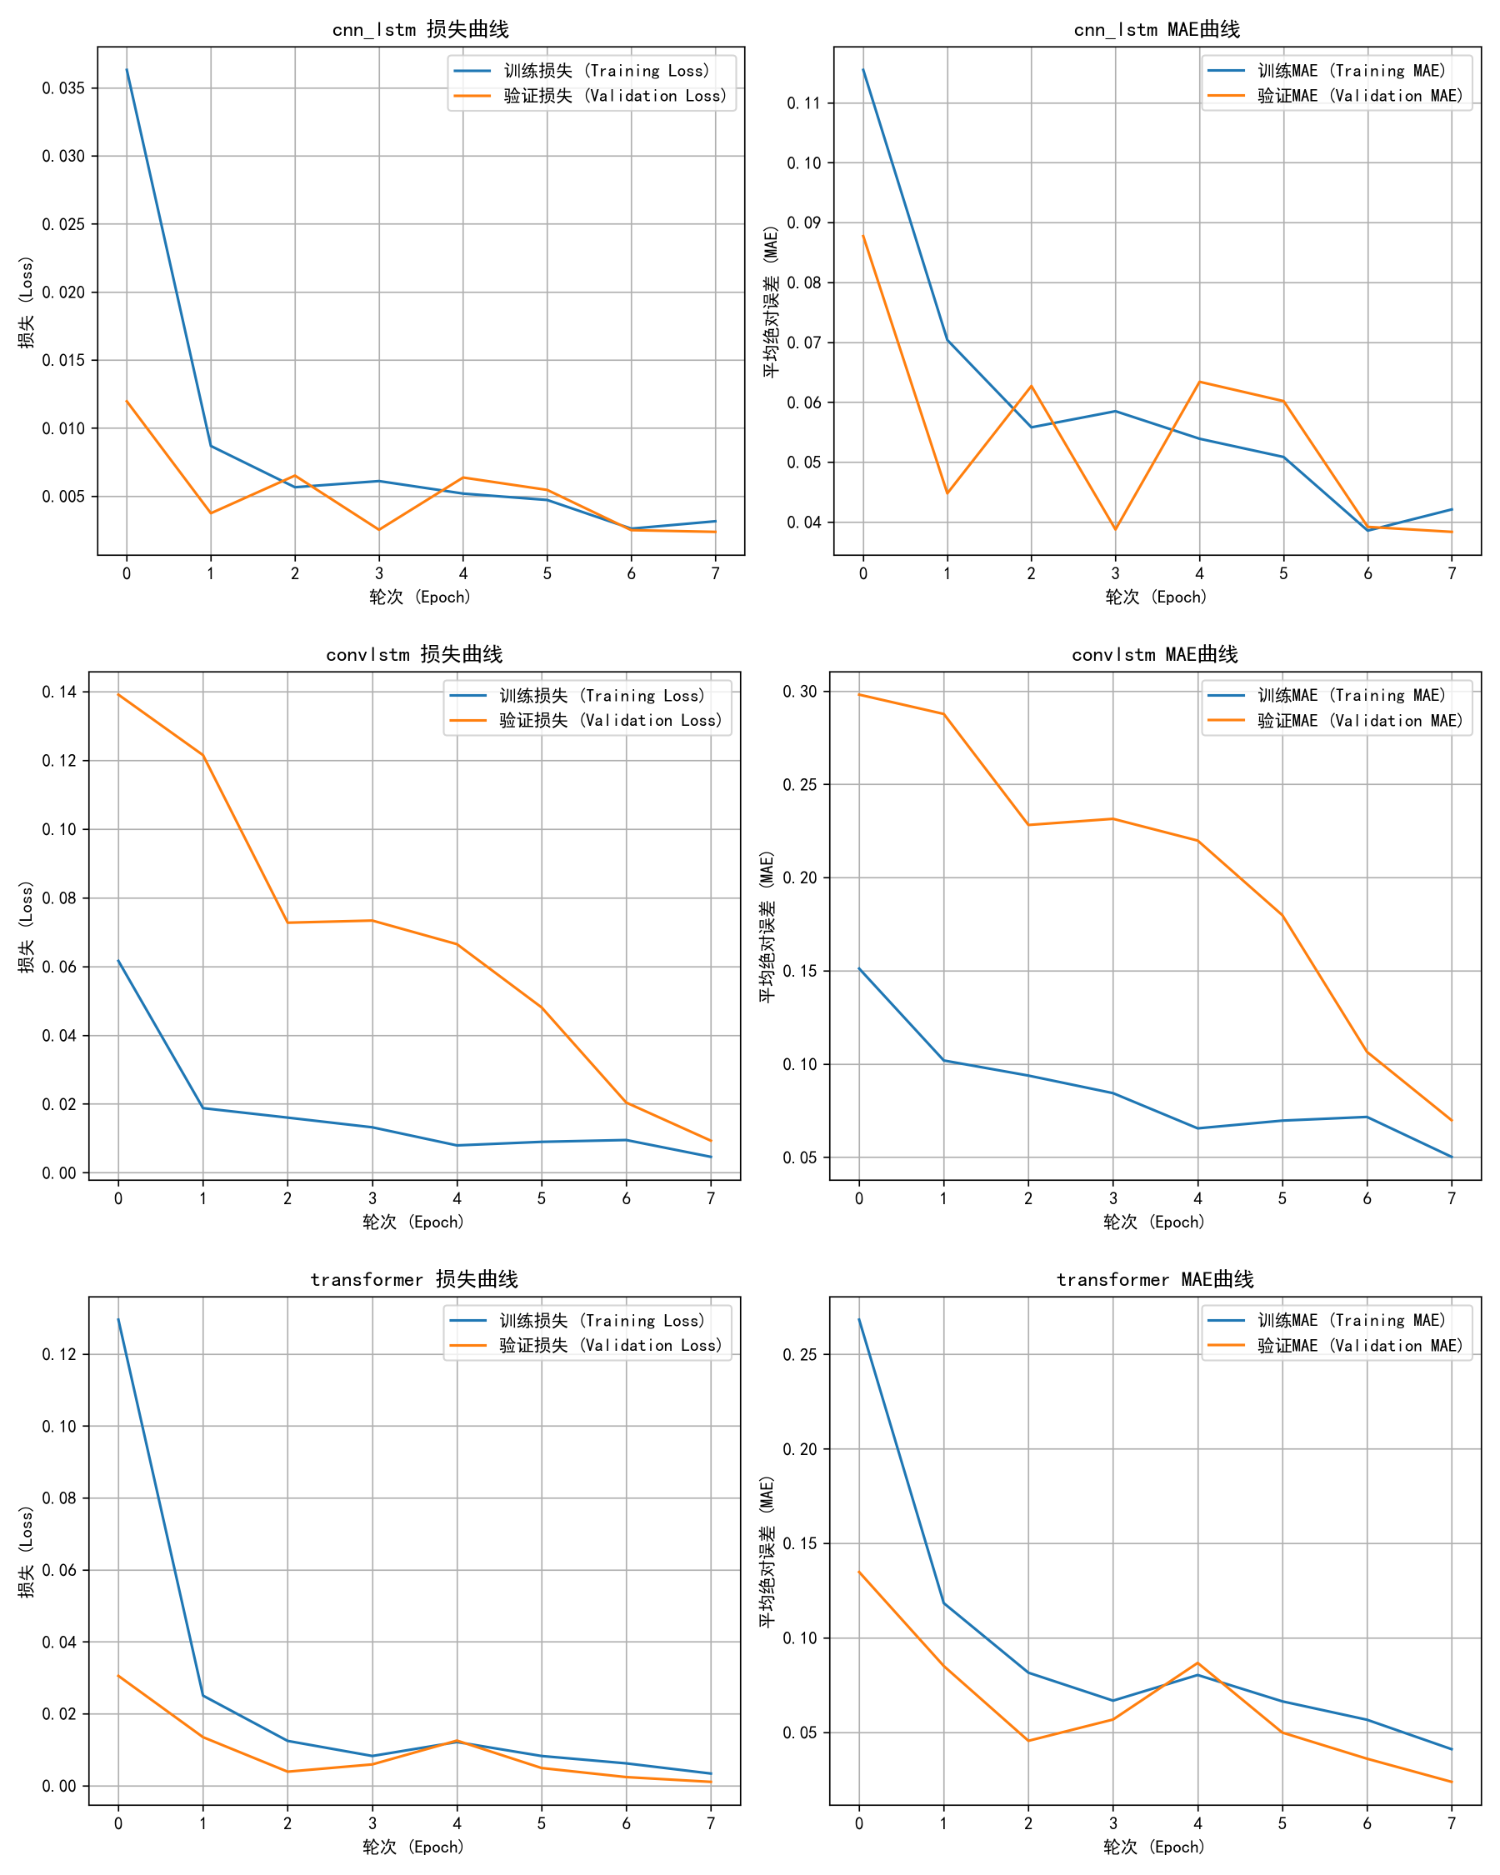 cnn_lstm 损失曲线
训练损失 (Training Loss)
验证损失 (Validation Loss)
损失 (Loss)
0.035
0.030
0.025
0.020
0.015
0.010
0.005
0 1 2 3 4 5 6 7
轮次 (Epoch)
cnn_lstm MAE曲线
训练MAE (Training MAE)
验证MAE (Validation MAE)
平均绝对误差 (MAE)
0.11
0.10
0.09
0.08
0.07
0.06
0.05
0.04
0 1 2 3 4 5 6 7
轮次 (Epoch)
convlstm 损失曲线
训练损失 (Training Loss)
验证损失 (Validation Loss)
损失 (Loss)
0.14
0.12
0.10
0.08
0.06
0.04
0.02
0.00
0 1 2 3 4 5 6 7
轮次 (Epoch)
convlstm MAE曲线
训练MAE (Training MAE)
验证MAE (Validation MAE)
平均绝对误差 (MAE)
0.30
0.25
0.20
0.15
0.10
0.05
0 1 2 3 4 5 6 7
轮次 (Epoch)
transformer 损失曲线
训练损失 (Training Loss)
验证损失 (Validation Loss)
损失 (Loss)
0.12
0.10
0.08
0.06
0.04
0.02
0.00
0 1 2 3 4 5 6 7
轮次 (Epoch)
transformer MAE曲线
训练MAE (Training MAE)
验证MAE (Validation MAE)
平均绝对误差 (MAE)
0.25
0.20
0.15
0.10
0.05
0 1 2 3 4 5 6 7
轮次 (Epoch)